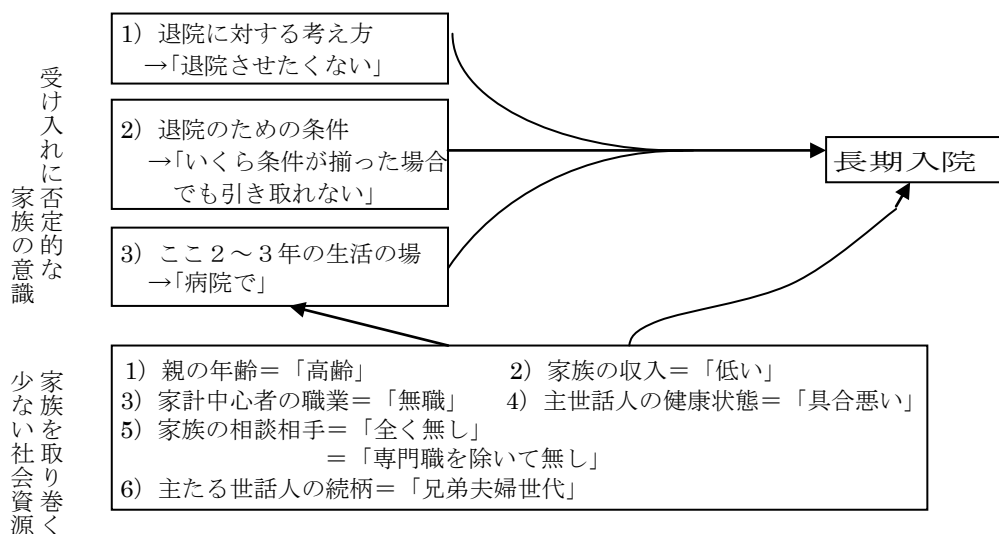 受け入れに否定的な
家族の意識
1）退院に対する考え方
→「退院させたくない」
2）退院のための条件
→「いくら条件が揃った場合
でも引き取れない」
3）ここ２～３年の生活の場
→「病院で」
長期入院
家族を取り巻く
少ない社会資源
1）親の年齢＝「高齢」 2）家族の収入＝「低い」
3）家計中心者の職業＝「無職」 4）主世話人の健康状態＝「具合悪い」
5）家族の相談相手＝「全く無し」
＝「専門職を除いて無し」
6）主たる世話人の続柄＝「兄弟夫婦世代」